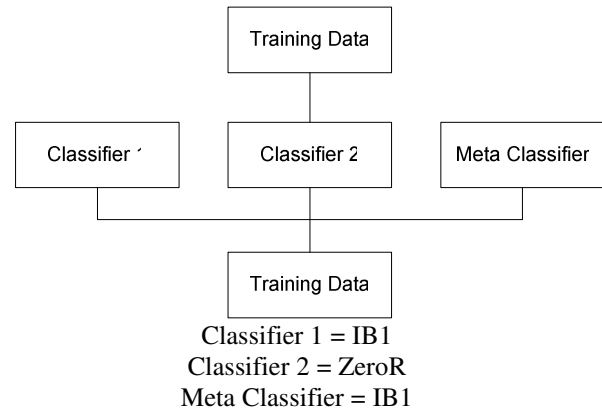 Training Data
Classifier 1
Classifier 2
Meta Classifier
Training Data
Classifier 1 = IB1
Classifier 2 = ZeroR
Meta Classifier = IB1